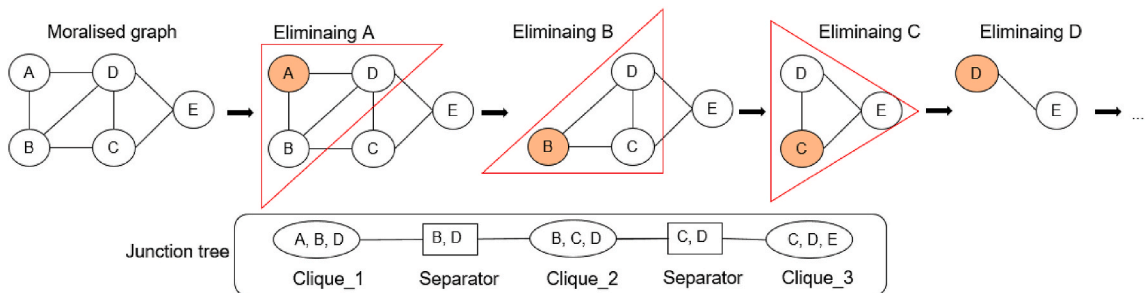 Moralised graph
Eliminaing A
Eliminaing B
Eliminaing C
Eliminaing D
A D E B C
A D E B C
D E B C
D E C
D E
...
Junction tree
A, B, D
B, D
B, C, D
C, D
C, D, E
Clique_1
Separator
Clique_2
Separator
Clique_3